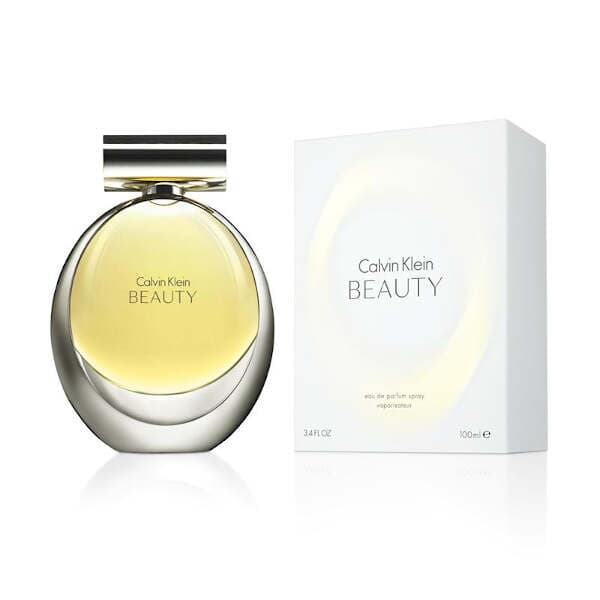 Calvin Klein
BEAUTY
Calvin Klein
BEAUTY
eau de parfum spray
vaporisateur
3.4 FL OZ
100ml ℮